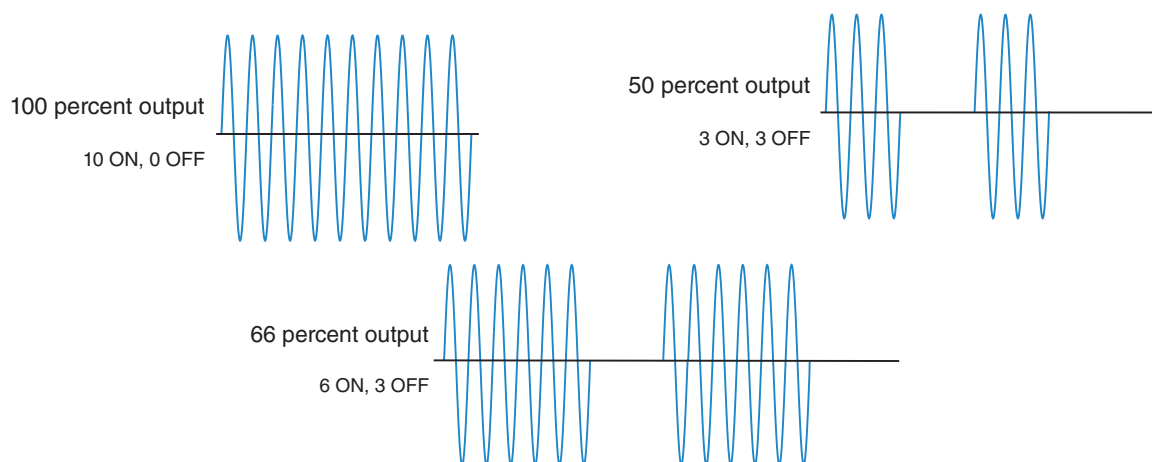 100 percent output
10 ON, 0 OFF
50 percent output
3 ON, 3 OFF
66 percent output
6 ON, 3 OFF